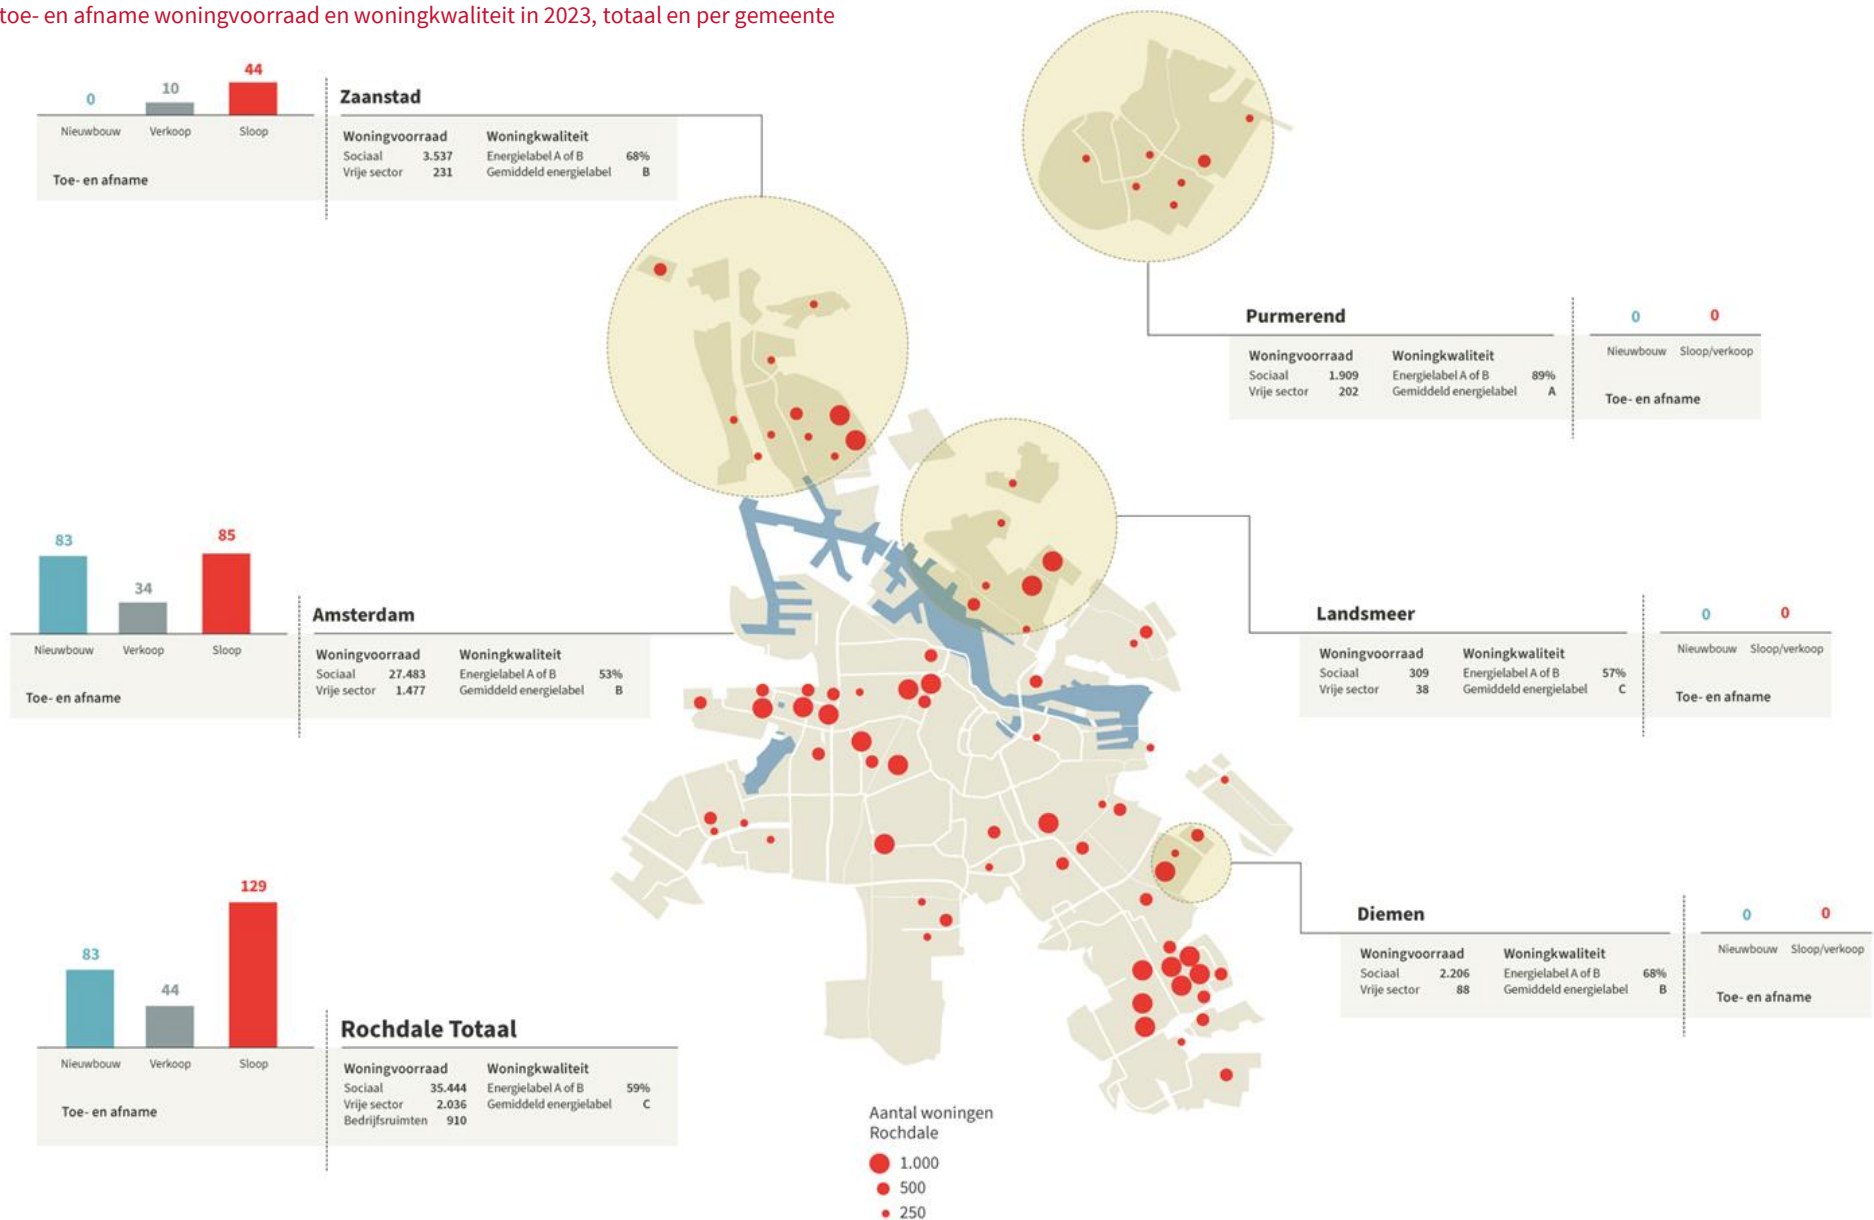 toe- en afname woningvoorraad en woningkwaliteit in 2023, totaal en per gemeente
0 10 44
Nieuwbouw Verkoop Sloop
Toe- en afname
Zaanstad
Woningvoorraad Woningkwaliteit
Sociaal 3.537 Energielabel A of B 68%
Vrije sector 231 Gemiddeld energielabel B
Purmerend
Woningvoorraad Woningkwaliteit
Sociaal 1.909 Energielabel A of B 89%
Vrije sector 202 Gemiddeld energielabel A
0 0
Nieuwbouw Sloop/verkoop
Toe- en afname
83 34 85
Nieuwbouw Verkoop Sloop
Toe- en afname
Amsterdam
Woningvoorraad Woningkwaliteit
Sociaal 27.483 Energielabel A of B 53%
Vrije sector 1.477 Gemiddeld energielabel B
Landsmeer
Woningvoorraad Woningkwaliteit
Sociaal 309 Energielabel A of B 57%
Vrije sector 38 Gemiddeld energielabel C
0 0
Nieuwbouw Sloop/verkoop
Toe- en afname
Diemen
Woningvoorraad Woningkwaliteit
Sociaal 2.206 Energielabel A of B 68%
Vrije sector 88 Gemiddeld energielabel B
0 0
Nieuwbouw Sloop/verkoop
Toe- en afname
83 44 129
Nieuwbouw Verkoop Sloop
Toe- en afname
Rochdale Totaal
Woningvoorraad Woningkwaliteit
Sociaal 35.444 Energielabel A of B 59%
Vrije sector 2.036 Gemiddeld energielabel C
Bedrijfsruimten 910
Aantal woningen
Rochdale
1.000
500
250